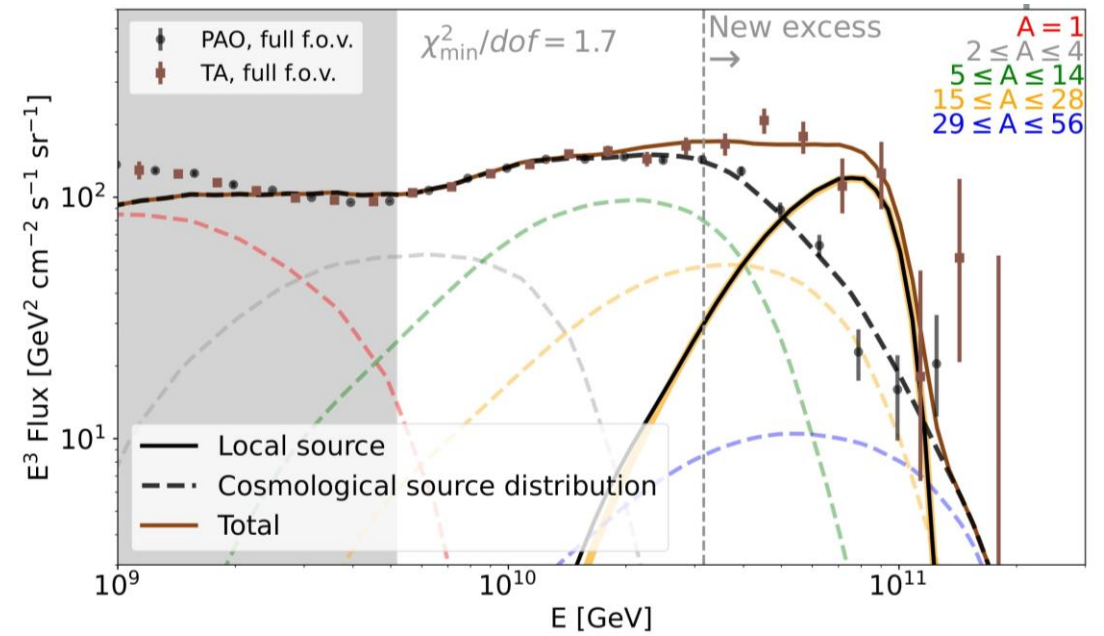 PAO, full f.o.v.
TA, full f.o.v.
χ²min/dof = 1.7
New excess
→
A = 1
2 ≤ A ≤ 4
5 ≤ A ≤ 14
15 ≤ A ≤ 28
29 ≤ A ≤ 56
E³ Flux [GeV² cm⁻² s⁻¹ sr⁻¹]
10²
10¹
Local source
Cosmological source distribution
Total
10⁹
10¹⁰
10¹¹
E [GeV]